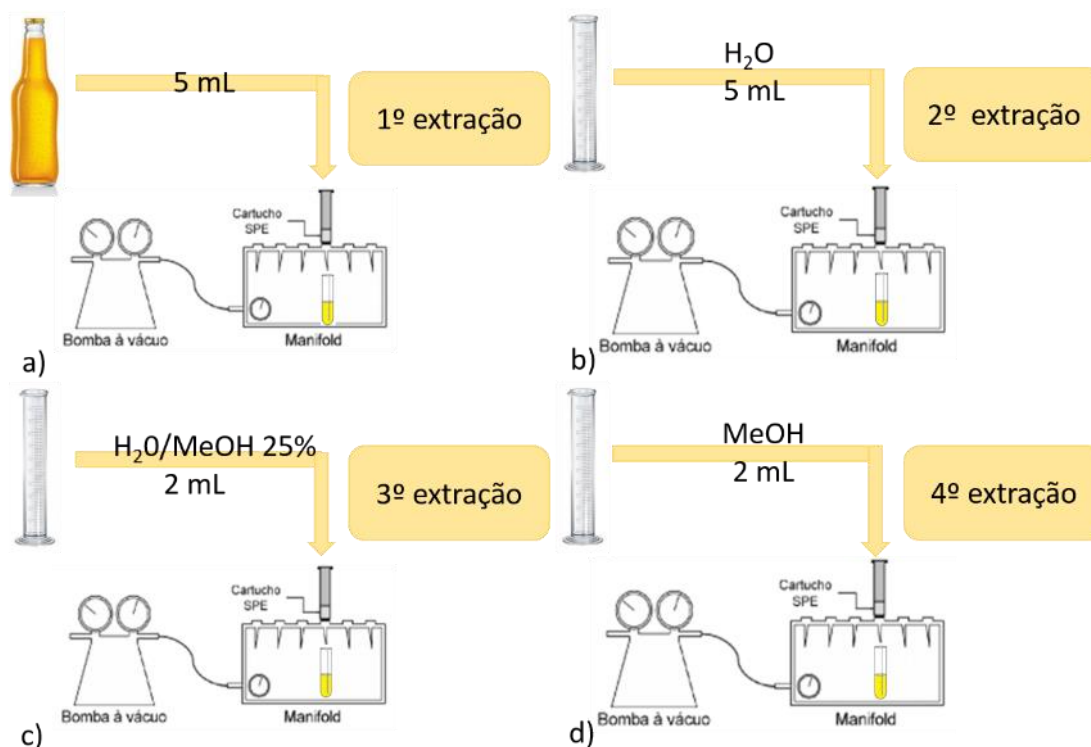 5 mL
1º extração
Cartucho
SPE
Bomba à vácuo
Manifold
a)
H₂O
5 mL
2º extração
Cartucho
SPE
Bomba à vácuo
Manifold
b)
H₂0/MeOH 25%
2 mL
3º extração
Cartucho
SPE
Bomba à vácuo
Manifold
c)
MeOH
2 mL
4º extração
Cartucho
SPE
Bomba à vácuo
Manifold
d)